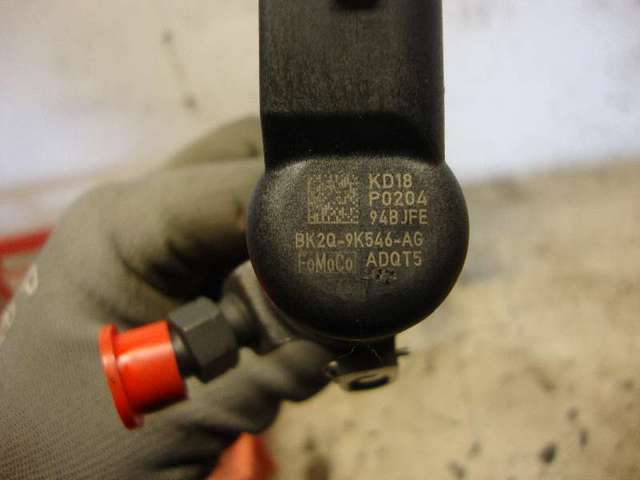 KD18
P0204
94BJFE
BK2Q-9K546-AG
FoMoCo ADQT5